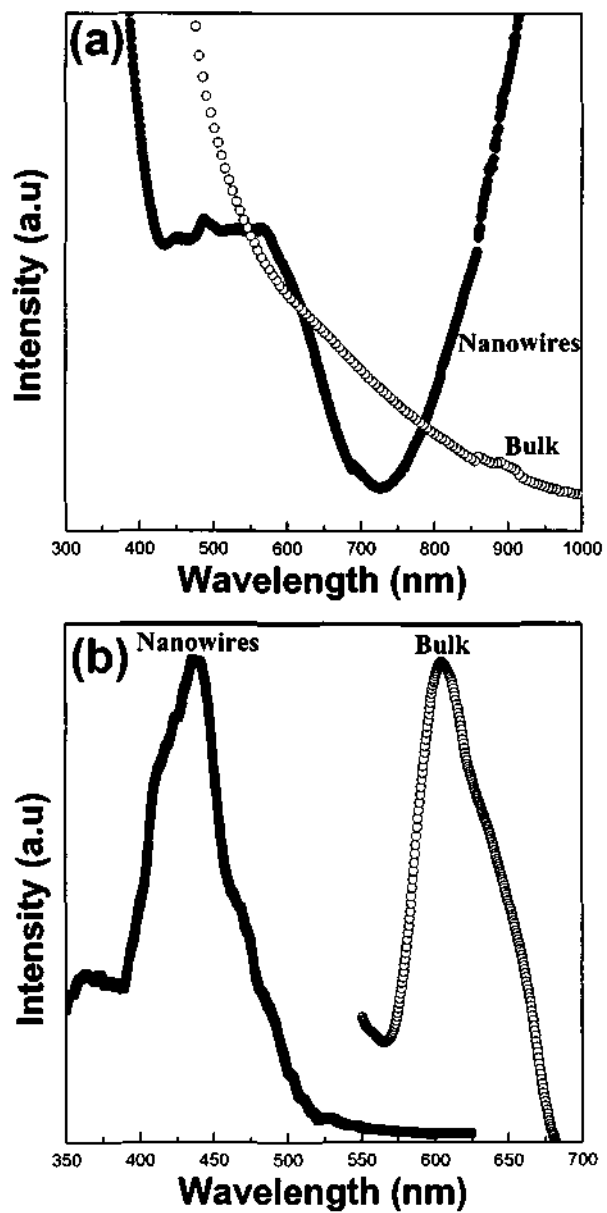 (a)
Intensity (a.u)
Nanowires
Bulk
300 400 500 600 700 800 900 1000
Wavelength (nm)
(b)
Nanowires Bulk
Intensity (a.u)
350 400 450 500 550 600 650 700
Wavelength (nm)